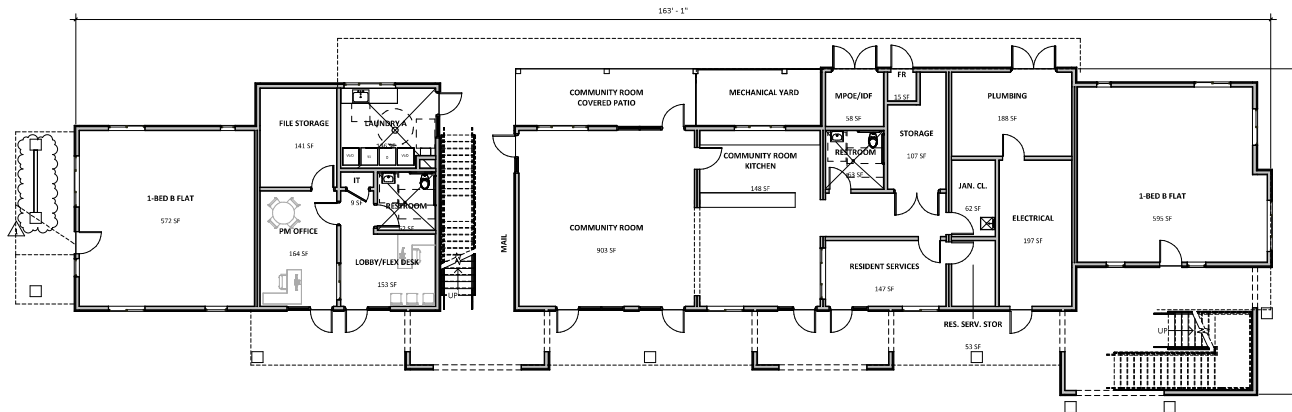 163' - 1"
FR
15 SF
COMMUNITY ROOM
COVERED PATIO
MECHANICAL YARD
MPOE/IDF
58 SF
PLUMBING
188 SF
FILE STORAGE
141 SF
LAUNDRY A
STORAGE
107 SF
RESTROOM
63 SF
COMMUNITY ROOM
KITCHEN
148 SF
IT
9 SF
RESTROOM
JAN. CL.
62 SF
1-BED B FLAT
572 SF
1-BED B FLAT
595 SF
PM OFFICE
164 SF
COMMUNITY ROOM
903 SF
ELECTRICAL
197 SF
MAIL
LOBBY/FLEX DESK
153 SF
RESIDENT SERVICES
147 SF
UP
RES. SERV. STOR
53 SF
UP